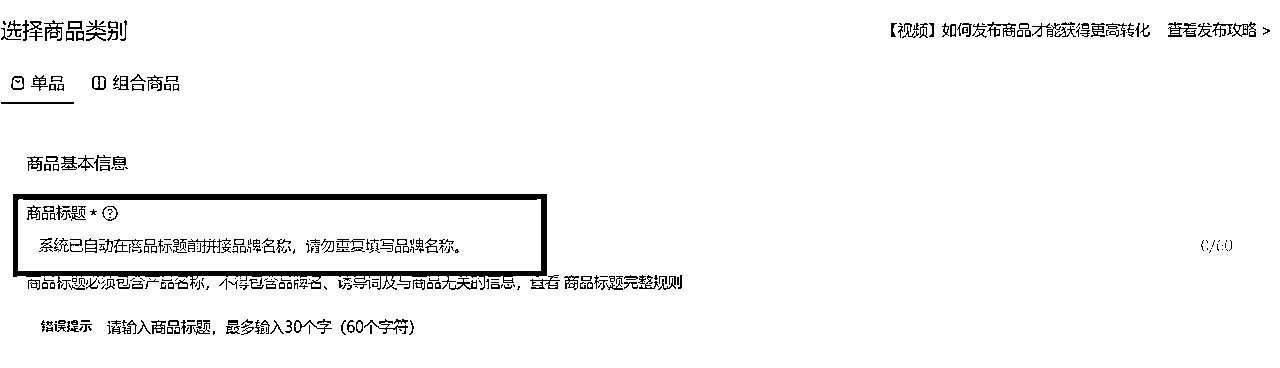 选择商品类别
【视频】如何发布商品才能获得更高转化 查看发布攻略 >
单品 组合商品
商品基本信息
商品标题 * ?
系统已自动在商品标题前拼接品牌名称，请勿重复填写品牌名称。 0/60
商品标题必须包含产品名称，不得包含品牌名、诱导词及与商品无关的信息，查看 商品标题完整规则
错误提示 请输入商品标题，最多输入30个字（60个字符）